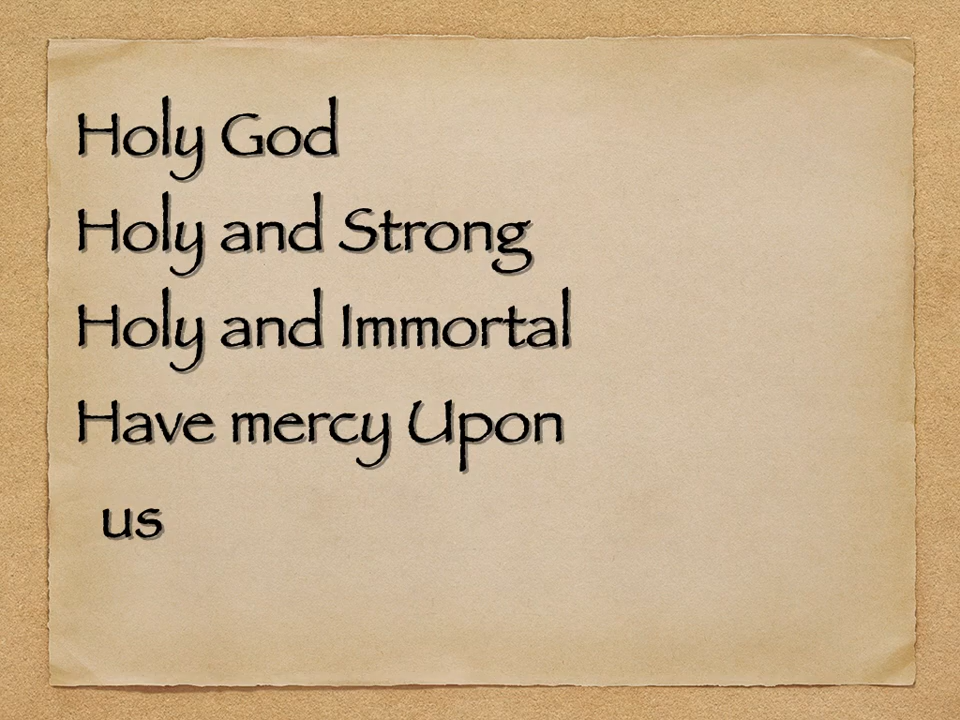 Holy God
Holy and Strong
Holy and Immortal
Have mercy Upon
us